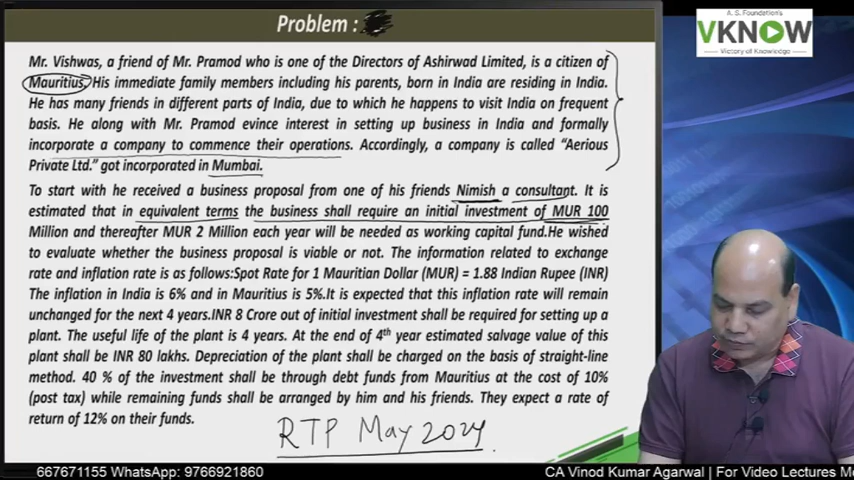 Problem :
A. S. Foundation's
VKNOW
Victory of Knowledge
Mr. Vishwas, a friend of Mr. Pramod who is one of the Directors of Ashirwad Limited, is a citizen of
Mauritius. His immediate family members including his parents, born in India are residing in India.
He has many friends in different parts of India, due to which he happens to visit India on frequent
basis. He along with Mr. Pramod evince interest in setting up business in India and formally
incorporate a company to commence their operations. Accordingly, a company is called "Aerious
Private Ltd." got incorporated in Mumbai.
To start with he received a business proposal from one of his friends Nimish a consultant. It is
estimated that in equivalent terms the business shall require an initial investment of MUR 100
Million and thereafter MUR 2 Million each year will be needed as working capital fund.He wished
to evaluate whether the business proposal is viable or not. The information related to exchange
rate and inflation rate is as follows:Spot Rate for 1 Mauritian Dollar (MUR) = 1.88 Indian Rupee (INR)
The inflation in India is 6% and in Mauritius is 5%.It is expected that this inflation rate will remain
unchanged for the next 4 years.INR 8 Crore out of initial investment shall be required for setting up a
plant. The useful life of the plant is 4 years. At the end of 4th year estimated salvage value of this
plant shall be INR 80 lakhs. Depreciation of the plant shall be charged on the basis of straight-line
method. 40 % of the investment shall be through debt funds from Mauritius at the cost of 10%
(post tax) while remaining funds shall be arranged by him and his friends. They expect a rate of
return of 12% on their funds.
RTP May 2024
667671155 WhatsApp: 9766921860
CA Vinod Kumar Agarwal | For Video Lectures Mo